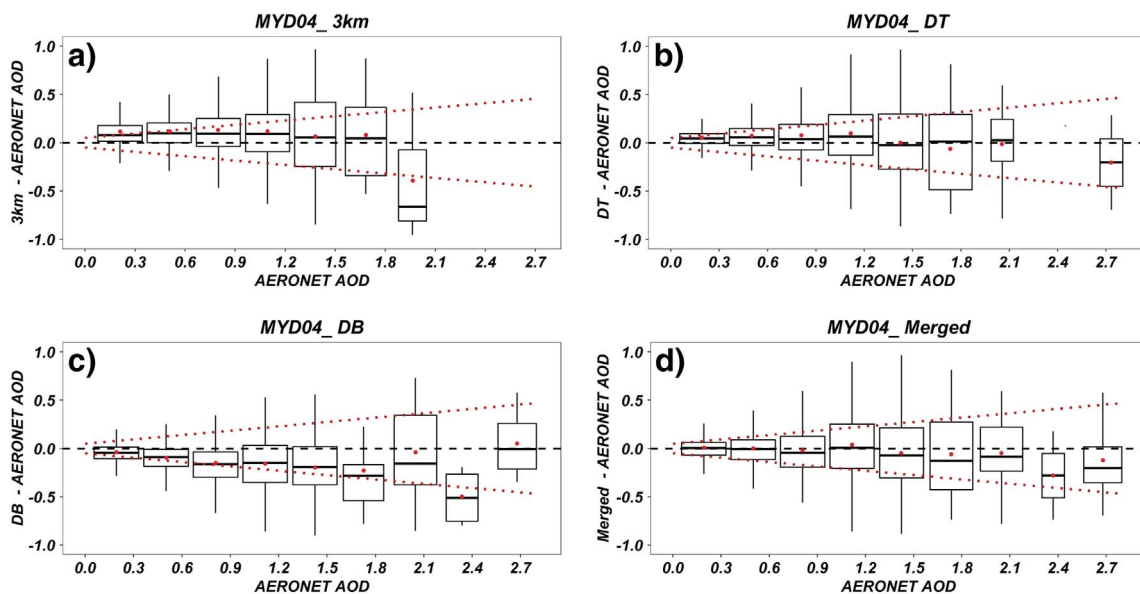 MYD04_ 3km
a)
3km - AERONET AOD
1.0
0.5
0.0
-0.5
-1.0
0.0 0.3 0.6 0.9 1.2 1.5 1.8 2.1 2.4 2.7
AERONET AOD
MYD04_ DT
b)
DT - AERONET AOD
1.0
0.5
0.0
-0.5
-1.0
0.0 0.3 0.6 0.9 1.2 1.5 1.8 2.1 2.4 2.7
AERONET AOD
MYD04_ DB
c)
DB - AERONET AOD
1.0
0.5
0.0
-0.5
-1.0
0.0 0.3 0.6 0.9 1.2 1.5 1.8 2.1 2.4 2.7
AERONET AOD
MYD04_ Merged
d)
Merged - AERONET AOD
1.0
0.5
0.0
-0.5
-1.0
0.0 0.3 0.6 0.9 1.2 1.5 1.8 2.1 2.4 2.7
AERONET AOD